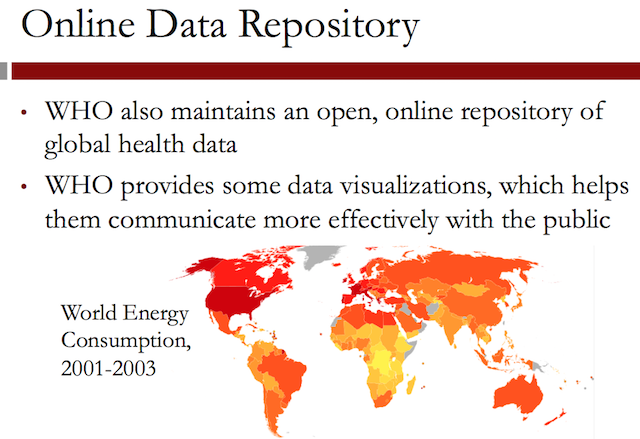 Online Data Repository
• WHO also maintains an open, online repository of
global health data
• WHO provides some data visualizations, which helps
them communicate more effectively with the public
World Energy
Consumption,
2001-2003